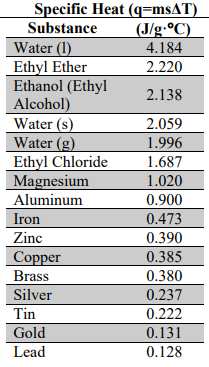 Specific Heat (q=msΔT)
Substance (J/g·°C)
Water (l) 4.184
Ethyl Ether 2.220
Ethanol (Ethyl
Alcohol) 2.138
Water (s) 2.059
Water (g) 1.996
Ethyl Chloride 1.687
Magnesium 1.020
Aluminum 0.900
Iron 0.473
Zinc 0.390
Copper 0.385
Brass 0.380
Silver 0.237
Tin 0.222
Gold 0.131
Lead 0.128